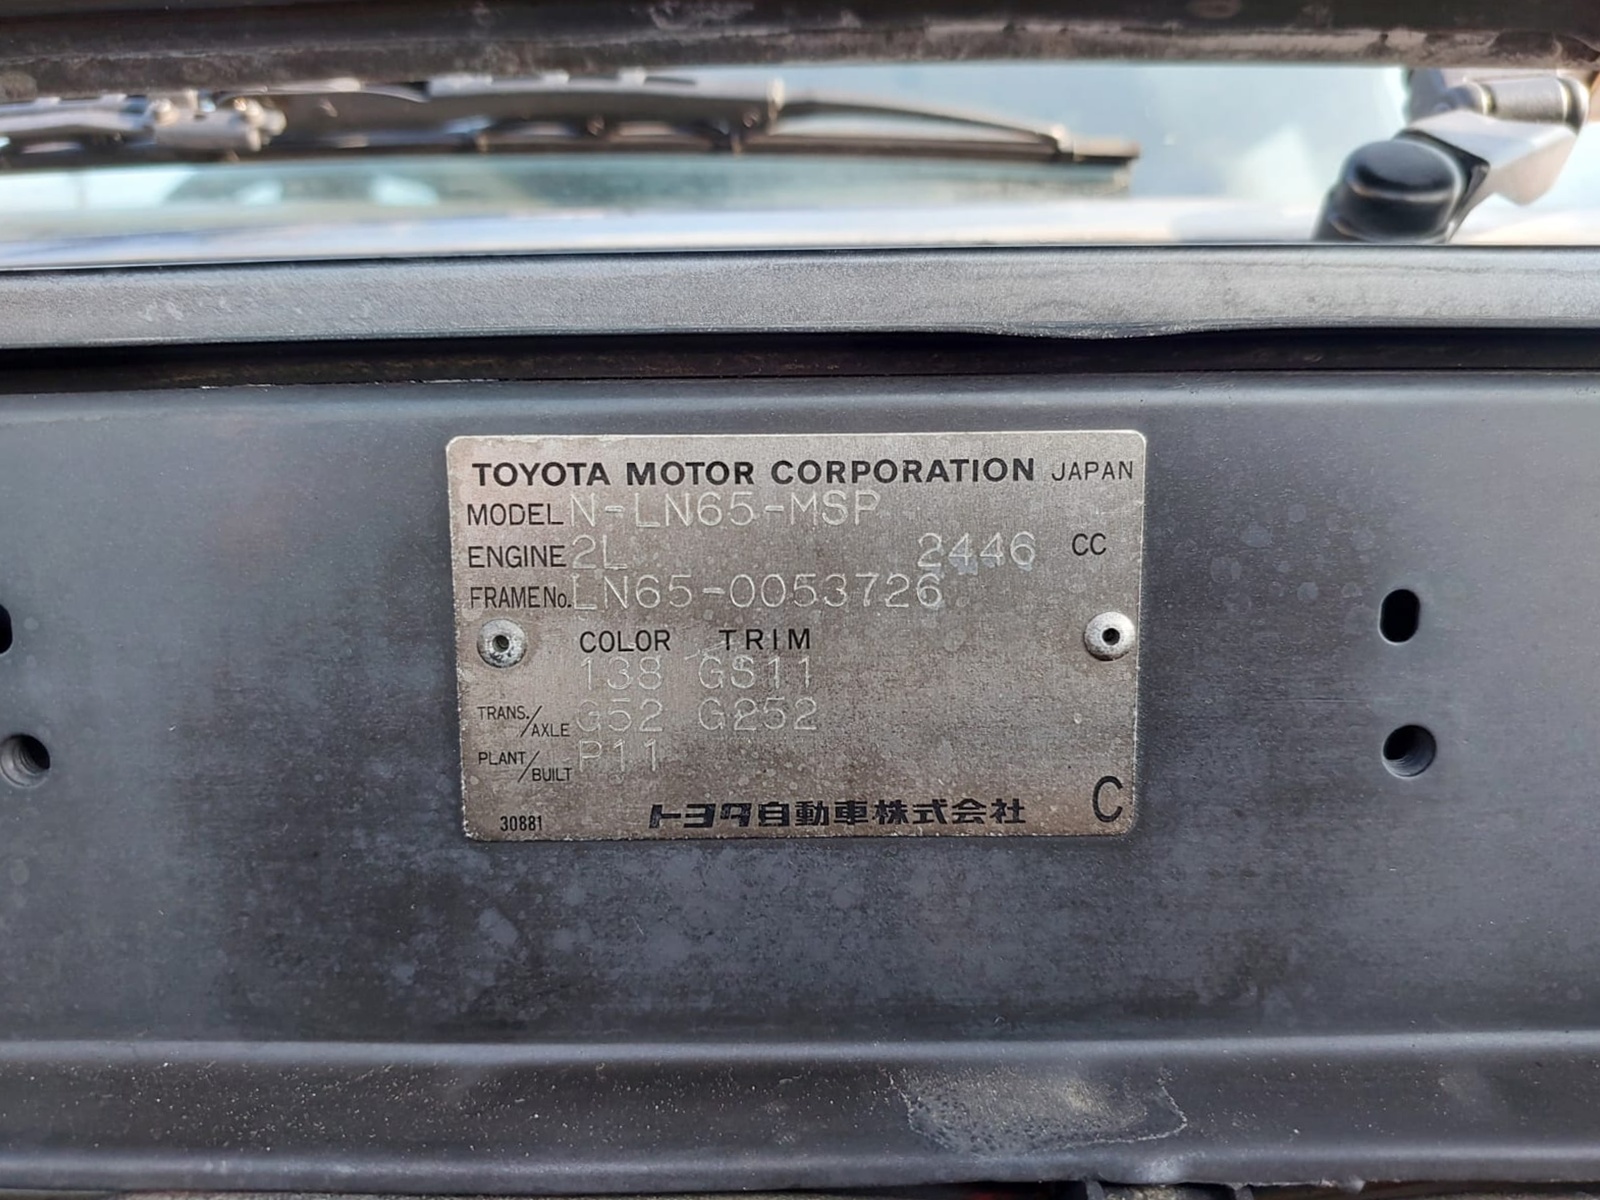 TOYOTA MOTOR CORPORATION JAPAN
MODEL N-LN65-MSP
ENGINE 2L 2446 CC
FRAME No. LN65-0053726
COLOR TRIM
138 GS11
TRANS./AXLE G52 G252
PLANT/BUILT P11
30881 トヨタ自動車株式会社 C